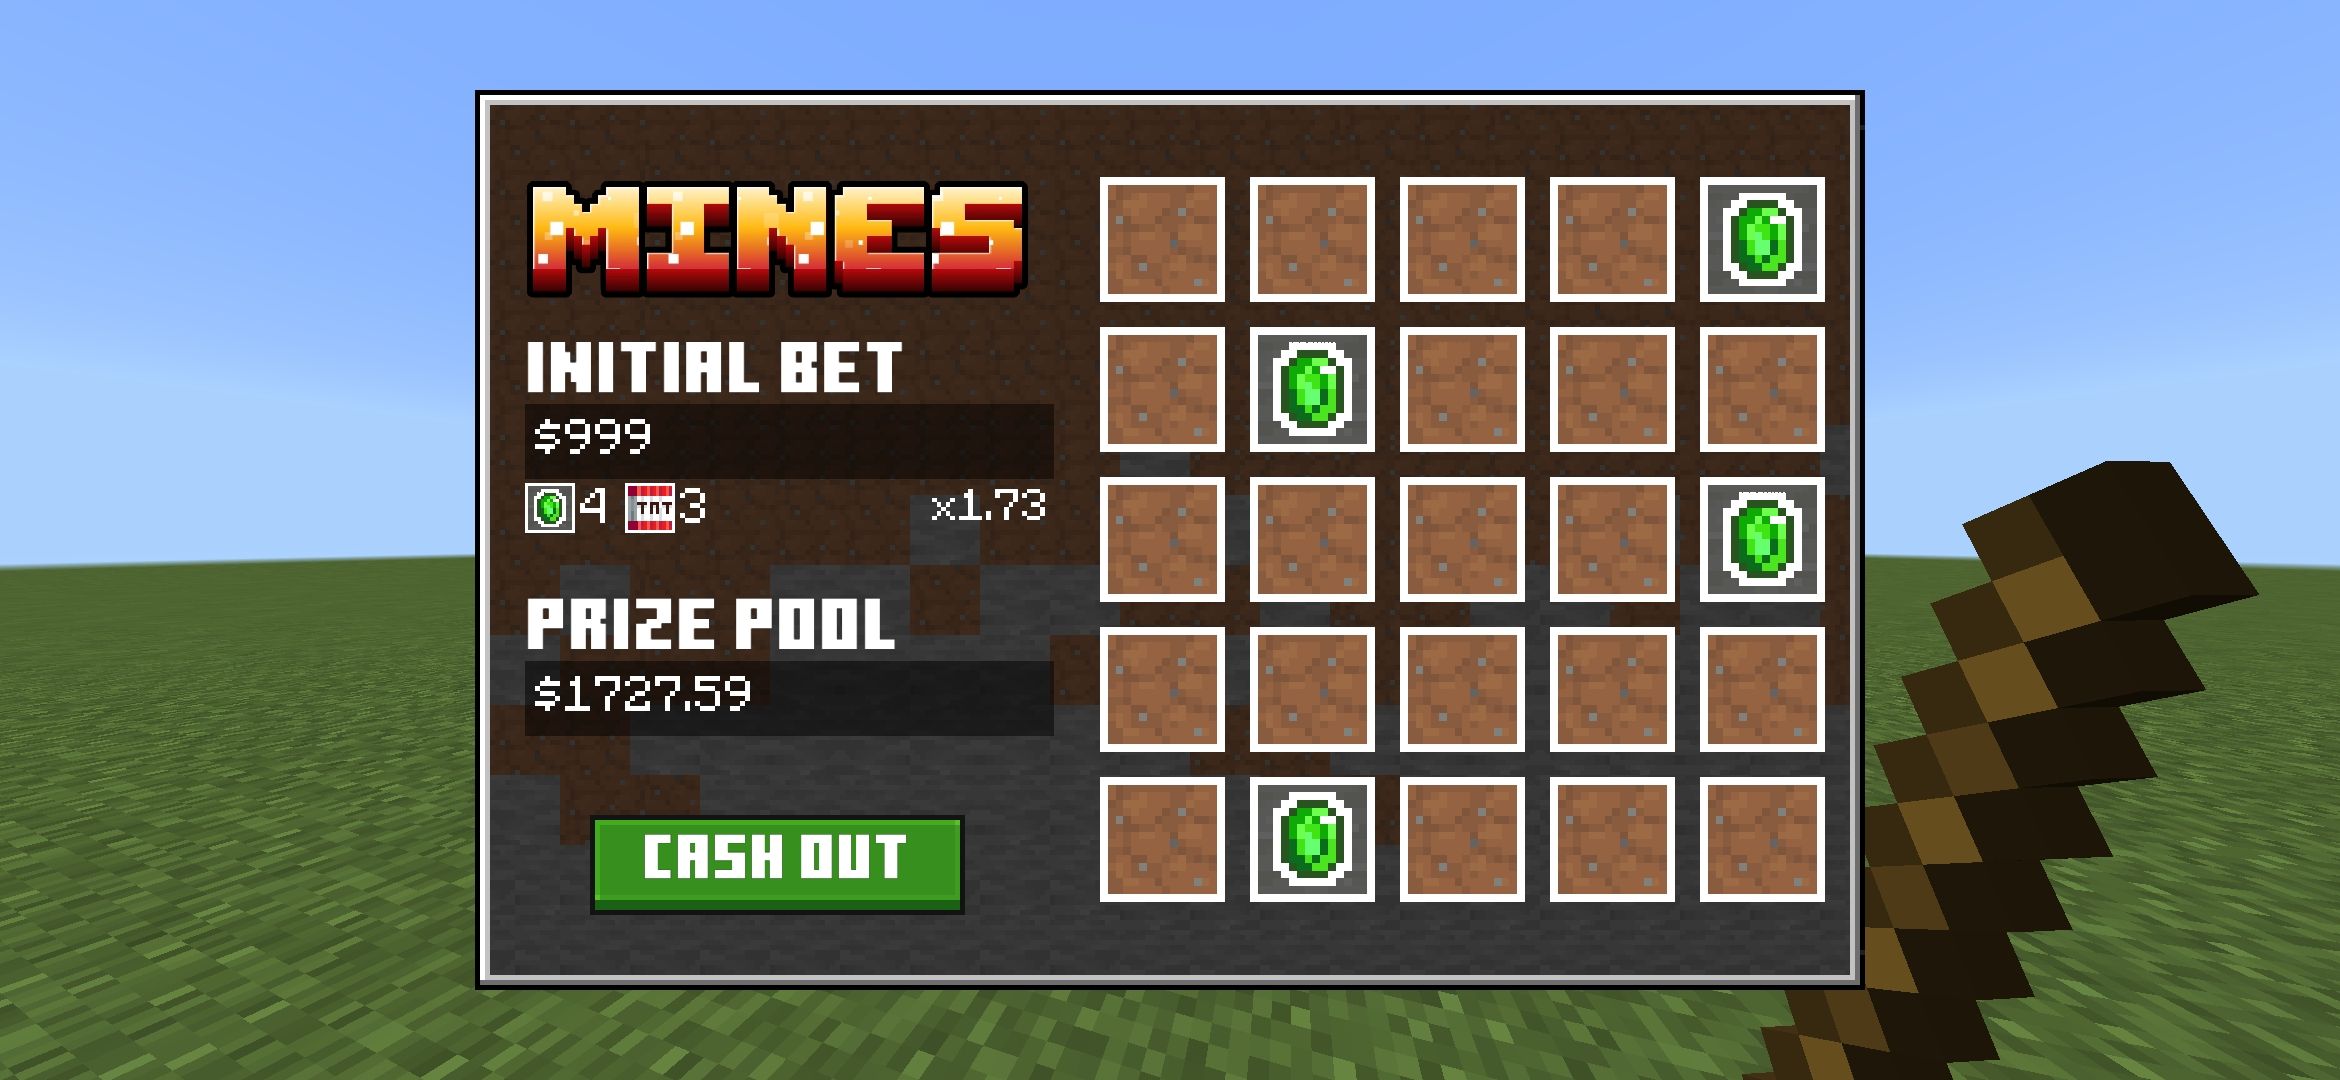 MINES
INITIAL BET
$999
4 TNT 3 x1.73
PRIZE POOL
$1727.59
CASH OUT